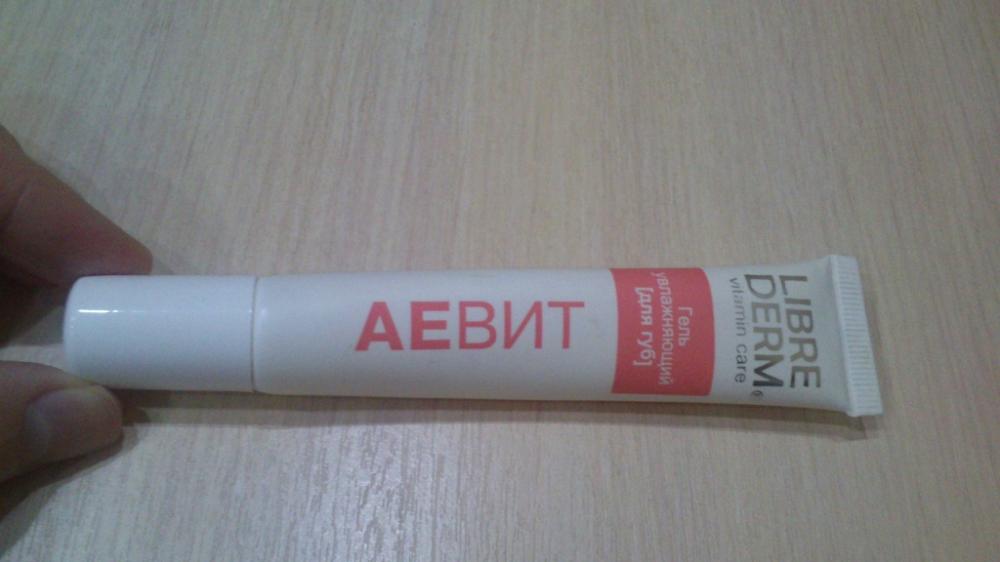 LIBRE
DERM
vitamin care
Гель
увлажняющий
[для губ]
АЕВИТ